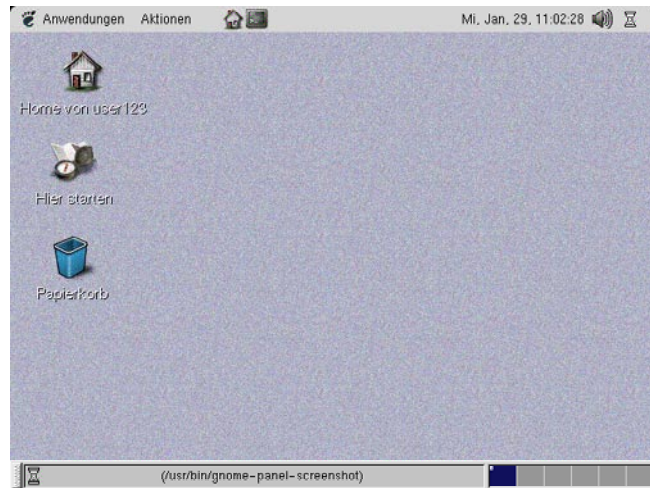 Anwendungen Aktionen Mi, Jan, 29, 11:02:28
Home von user123
Hier starten
Papierkorb
(/usr/bin/gnome-panel-screenshot)